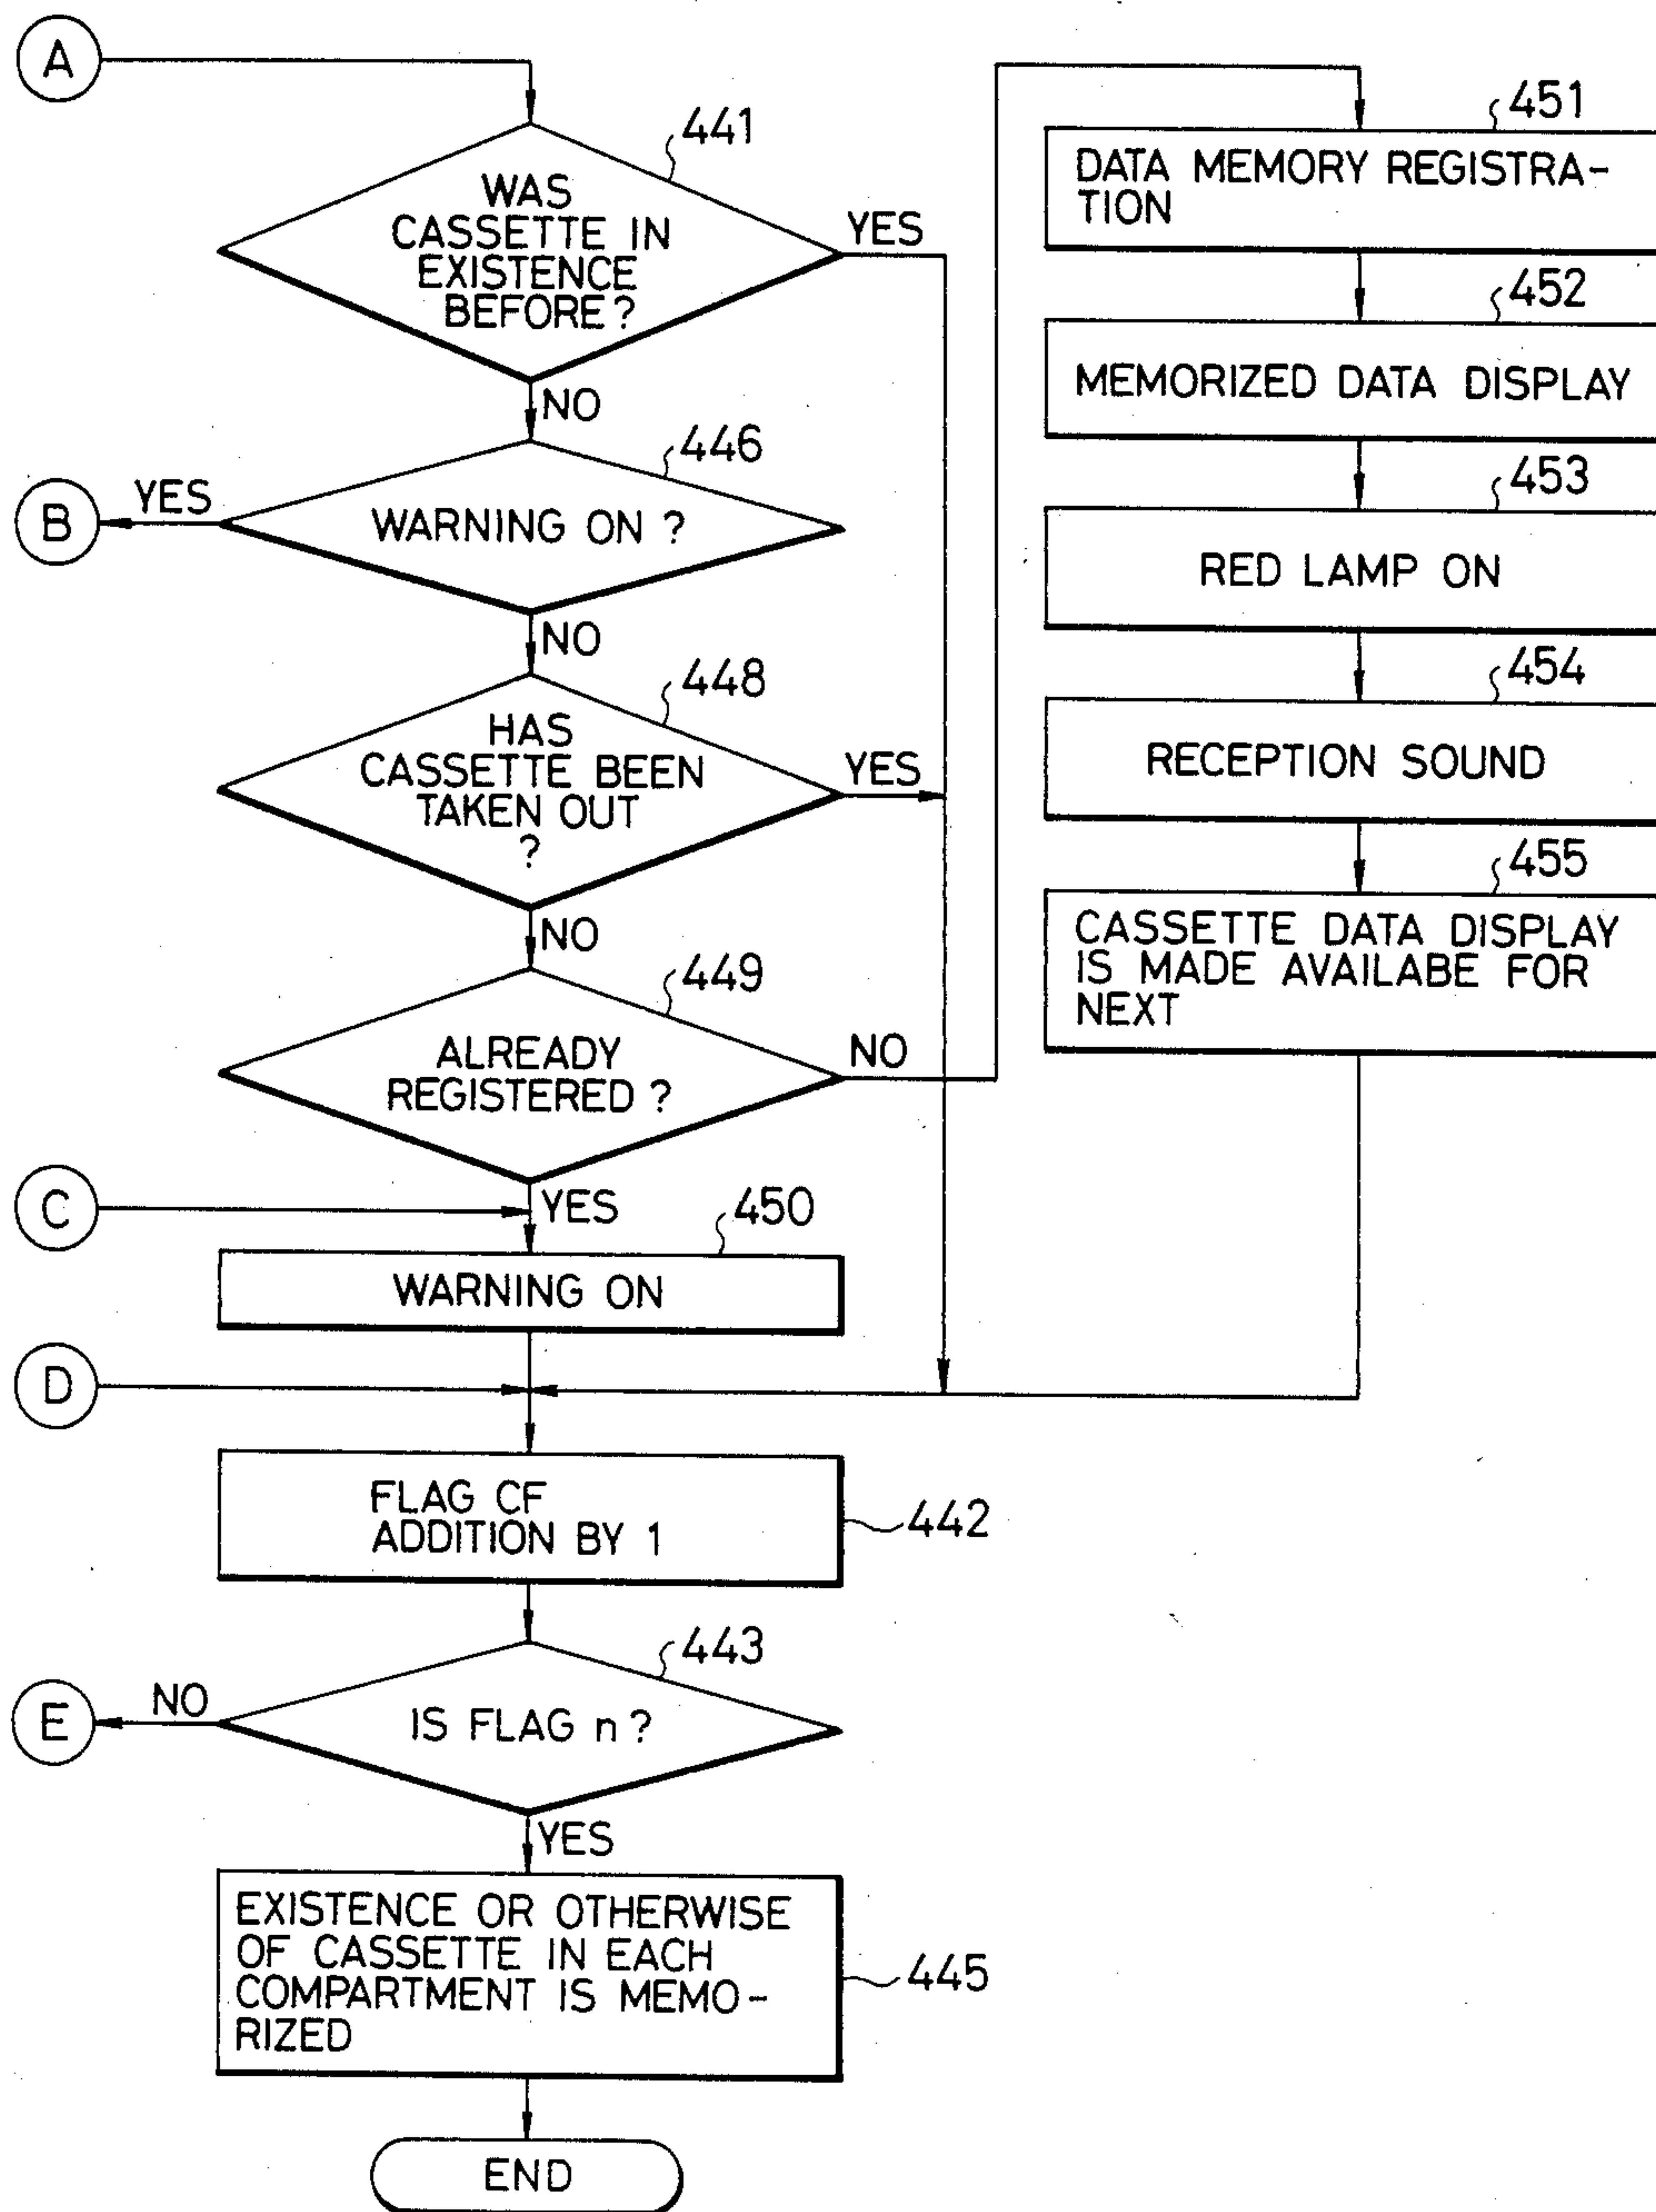 A
441
WAS
CASSETTE IN
EXISTENCE
BEFORE?
YES
NO
446
WARNING ON ?
YES
B
NO
448
HAS
CASSETTE BEEN
TAKEN OUT
?
YES
NO
449
ALREADY
REGISTERED ?
NO
C
YES
450
WARNING ON
D
FLAG CF
ADDITION BY 1
442
443
IS FLAG n?
NO
E
YES
EXISTENCE OR OTHERWISE
OF CASSETTE IN EACH
COMPARTMENT IS MEMO-
RIZED
445
END
451
DATA MEMORY REGISTRA-
TION
452
MEMORIZED DATA DISPLAY
453
RED LAMP ON
454
RECEPTION SOUND
455
CASSETTE DATA DISPLAY
IS MADE AVAILABE FOR
NEXT